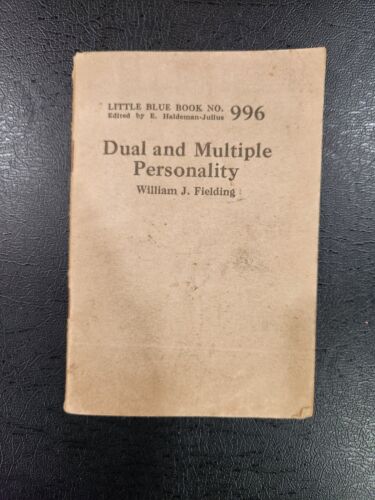 LITTLE BLUE BOOK NO. 996
Edited by E. Haldeman-Julius
Dual and Multiple
Personality
William J. Fielding